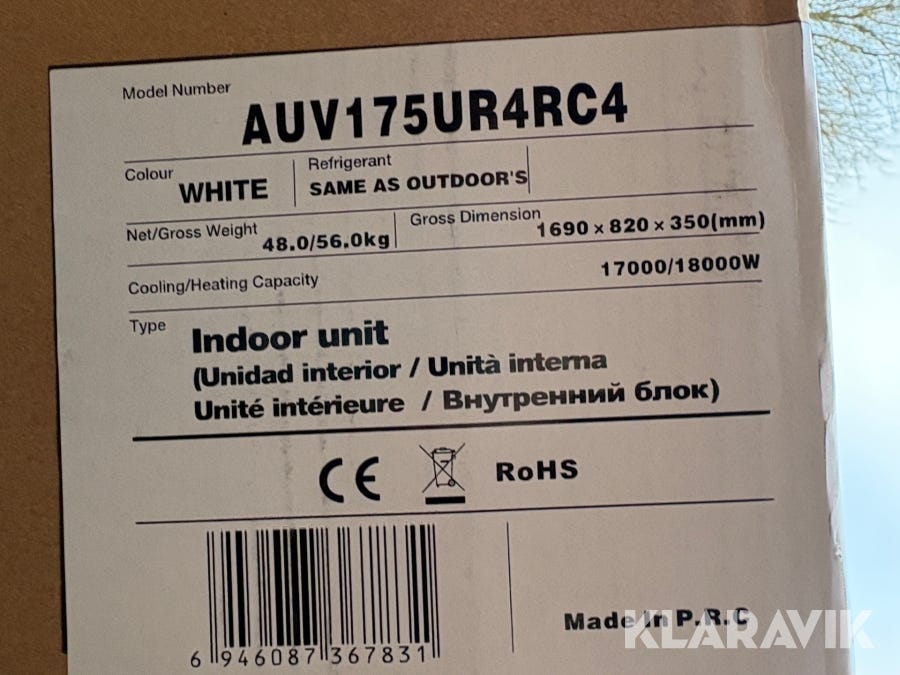 Model Number
AUV175UR4RC4
Colour WHITE
Refrigerant
SAME AS OUTDOOR'S
Net/Gross Weight 48.0/56.0kg
Gross Dimension 1690 × 820 × 350(mm)
Cooling/Heating Capacity 17000/18000W
Type
Indoor unit
(Unidad interior / Unità interna
Unité intérieure / Внутренний блок)
CE RoHS
6 946087 367831
Made In P.R.C
KLARAVIK